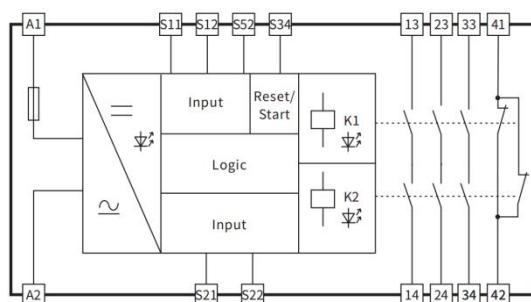 A1 S11 S12 S52 S34 13 23 33 41
Input Reset/
Start
K1
Logic
K2
Input
A2 S21 S22 14 24 34 42